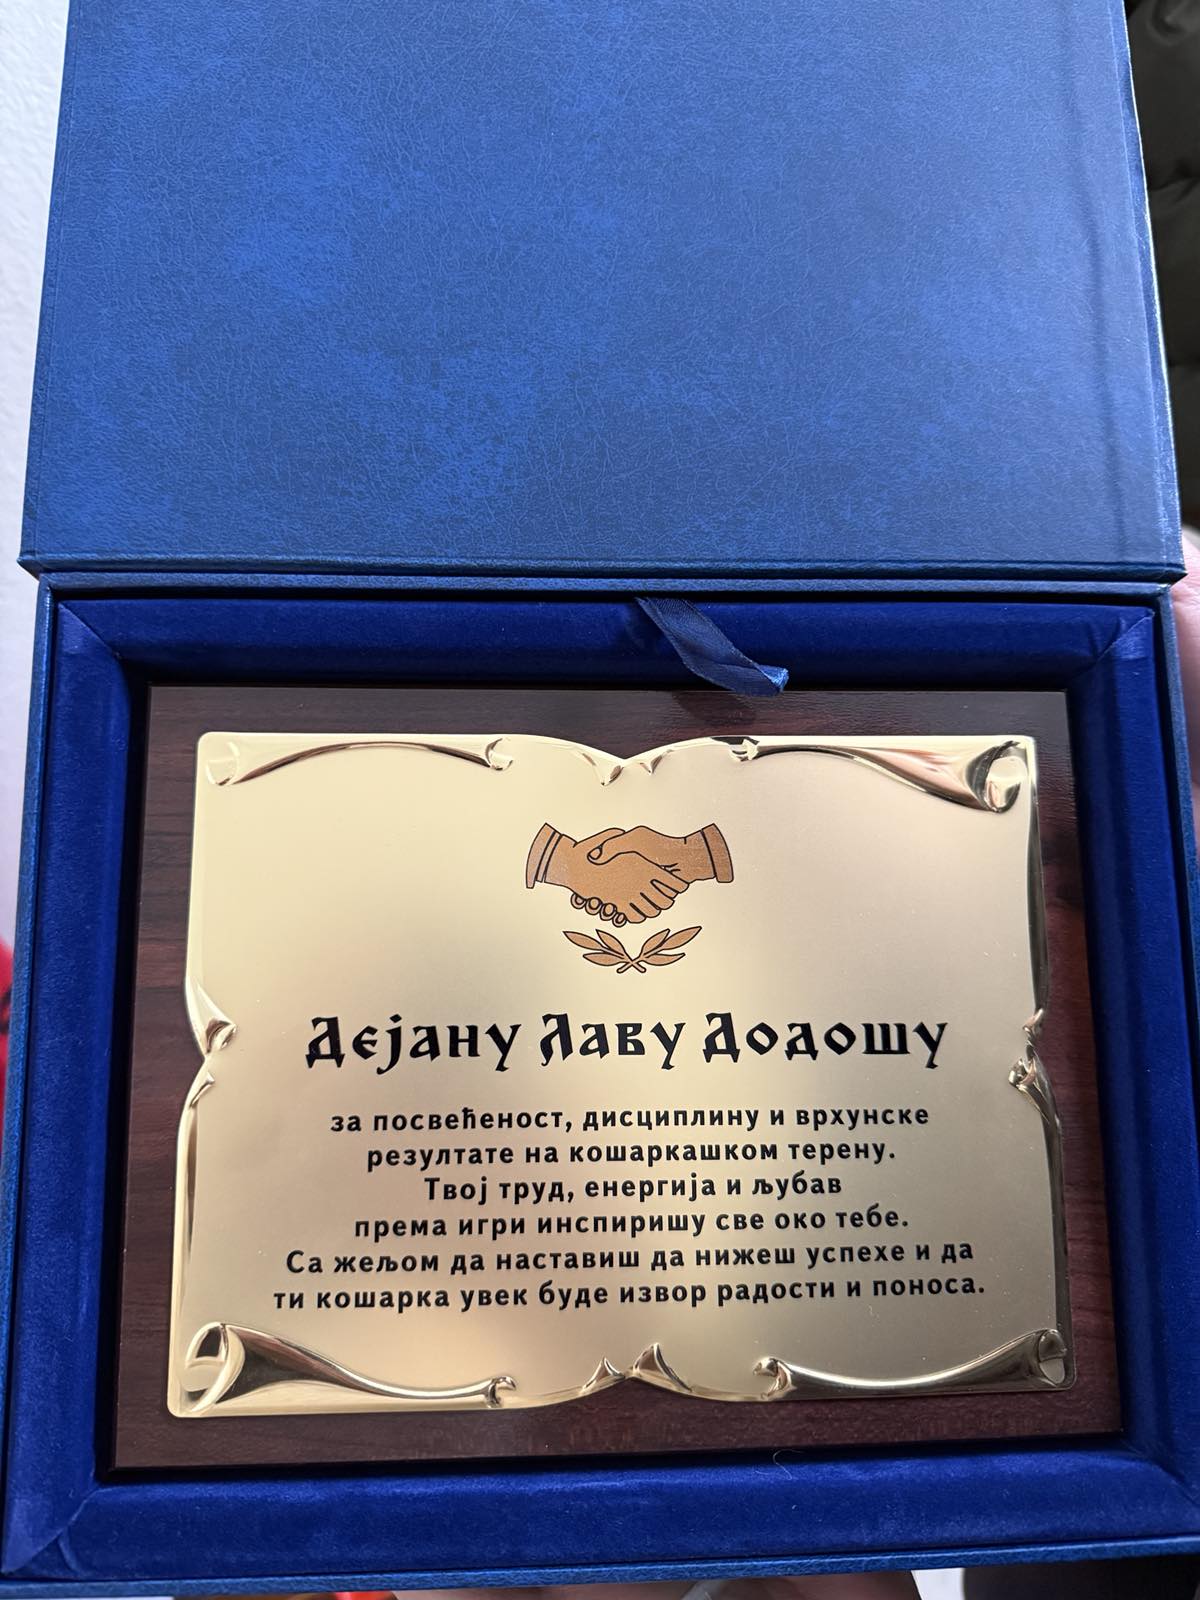 Дејану Лаву Додошу
за посвећеност, дисциплину и врхунске
резултате на кошаркашком терену.
Твој труд, енергија и љубав
према игри инспиришу све око тебе.
Са жељом да наставиш да нижеш успехе и да
ти кошарка увек буде извор радости и поноса.